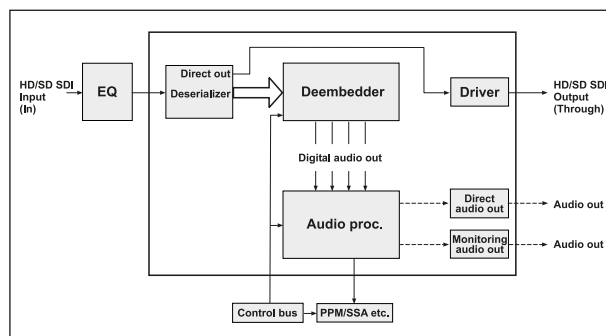 HD/SD SDI
Input
(In)
EQ
Direct out
Deserializer
Deembedder
Driver
HD/SD SDI
Output
(Through)
Digital audio out
Audio proc.
Direct
audio out
Audio out
Monitoring
audio out
Audio out
Control bus
PPM/SSA etc.